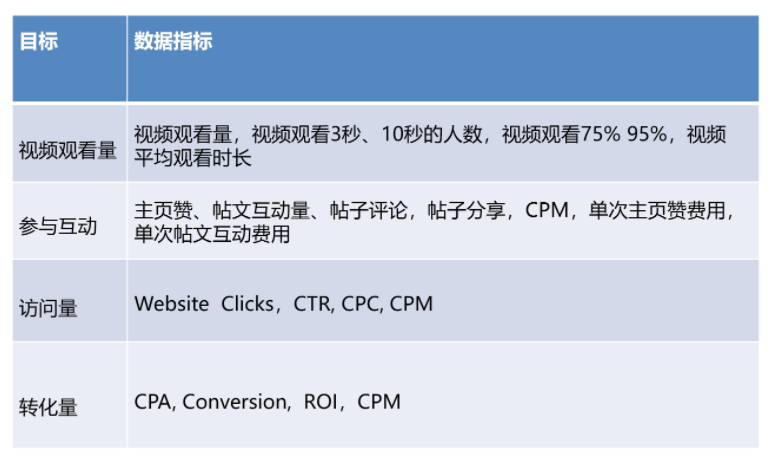 目标
数据指标
视频观看量
视频观看量，视频观看3秒、10秒的人数，视频观看75% 95%，视频
平均观看时长
参与互动
主页赞、帖文互动量、帖子评论，帖子分享，CPM，单次主页赞费用，
单次帖文互动费用
访问量
Website  Clicks，CTR, CPC, CPM
转化量
CPA, Conversion,  ROI，CPM